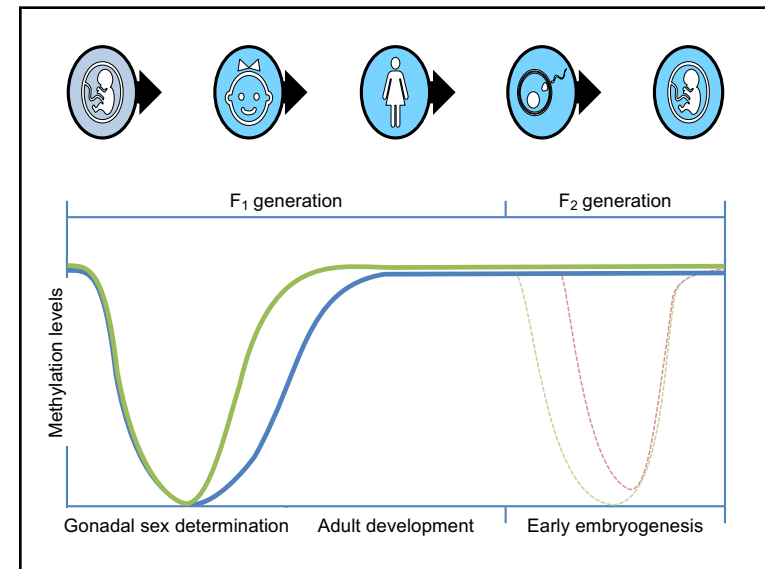 F₁ generation
F₂ generation
Methylation levels
Gonadal sex determination
Adult development
Early embryogenesis